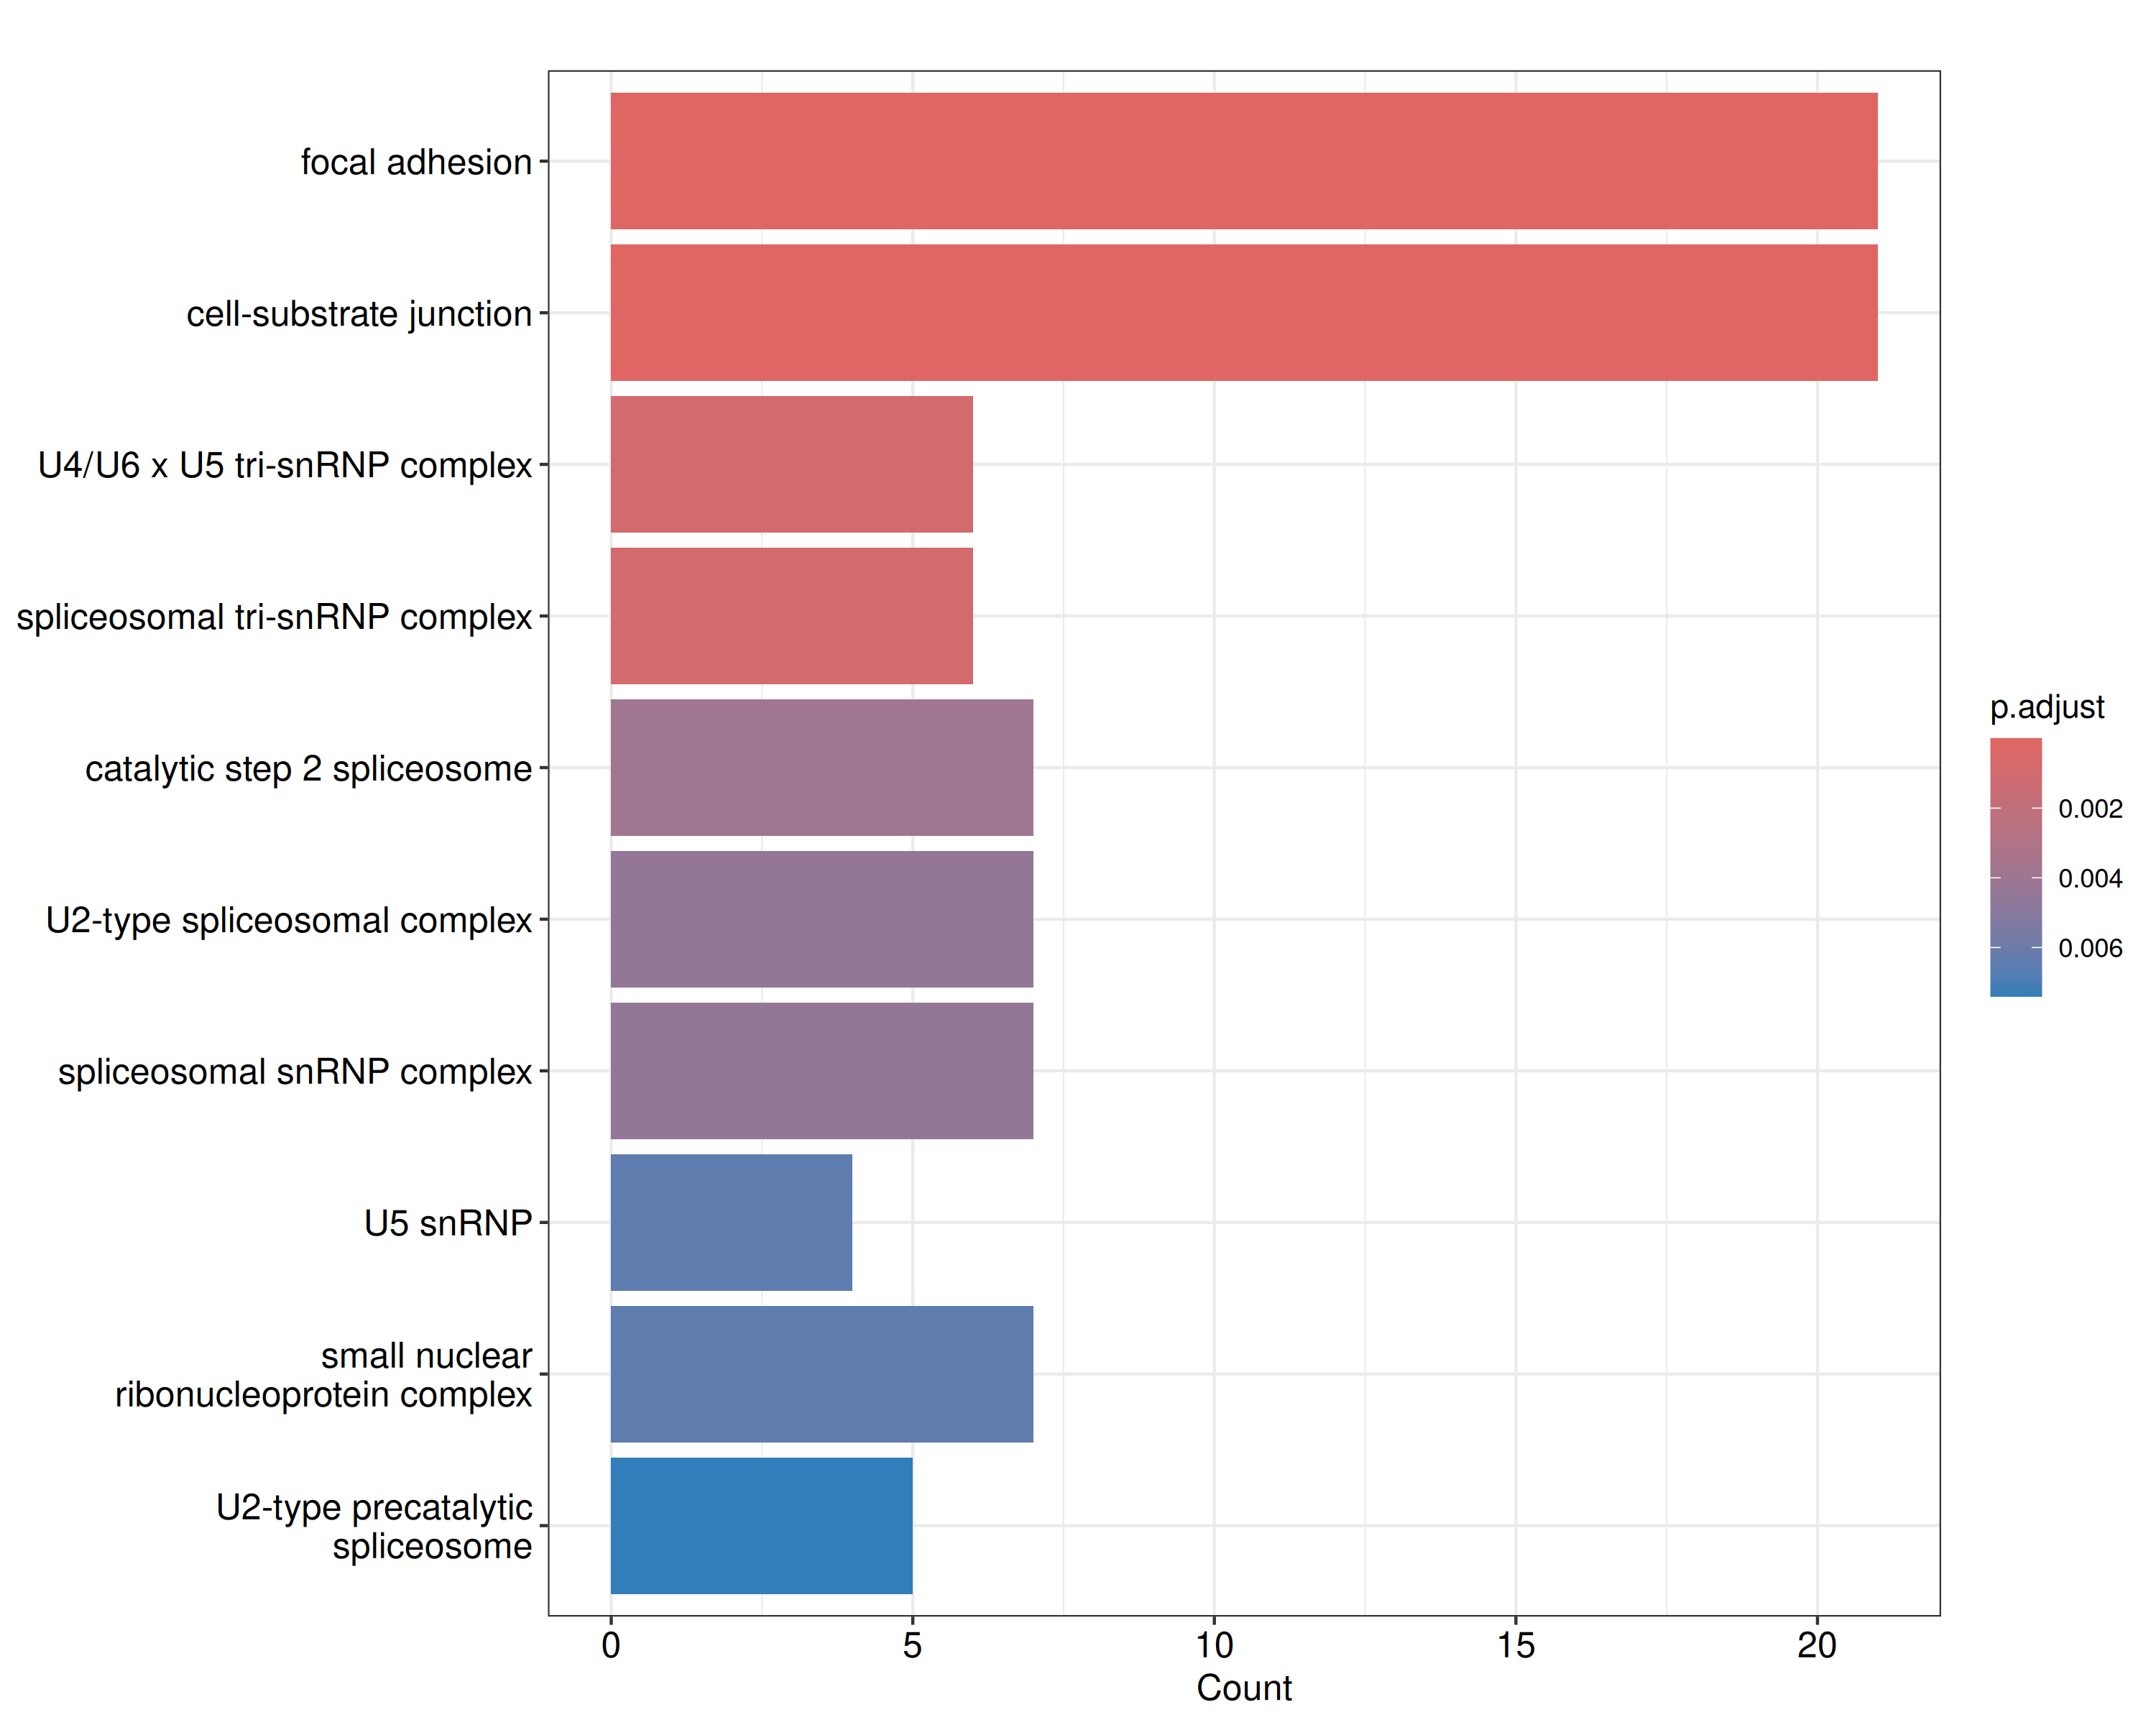 focal adhesion
cell-substrate junction
U4/U6 x U5 tri-snRNP complex
spliceosomal tri-snRNP complex
catalytic step 2 spliceosome
U2-type spliceosomal complex
spliceosomal snRNP complex
U5 snRNP
small nuclear
ribonucleoprotein complex
U2-type precatalytic
spliceosome
0 5 10 15 20
Count
p.adjust
0.002
0.004
0.006